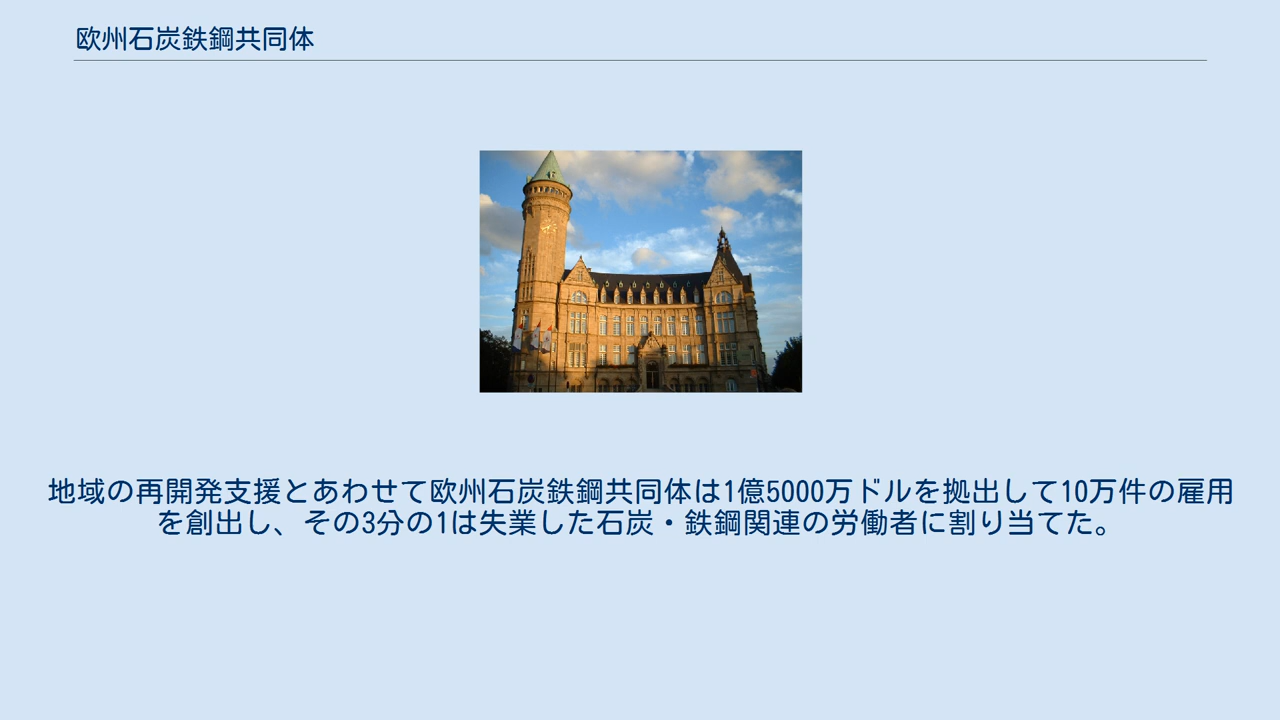 欧州石炭鉄鋼共同体
地域の再開発支援とあわせて欧州石炭鉄鋼共同体は1億5000万ドルを拠出して10万件の雇用
を創出し、その3分の1は失業した石炭・鉄鋼関連の労働者に割り当てた。